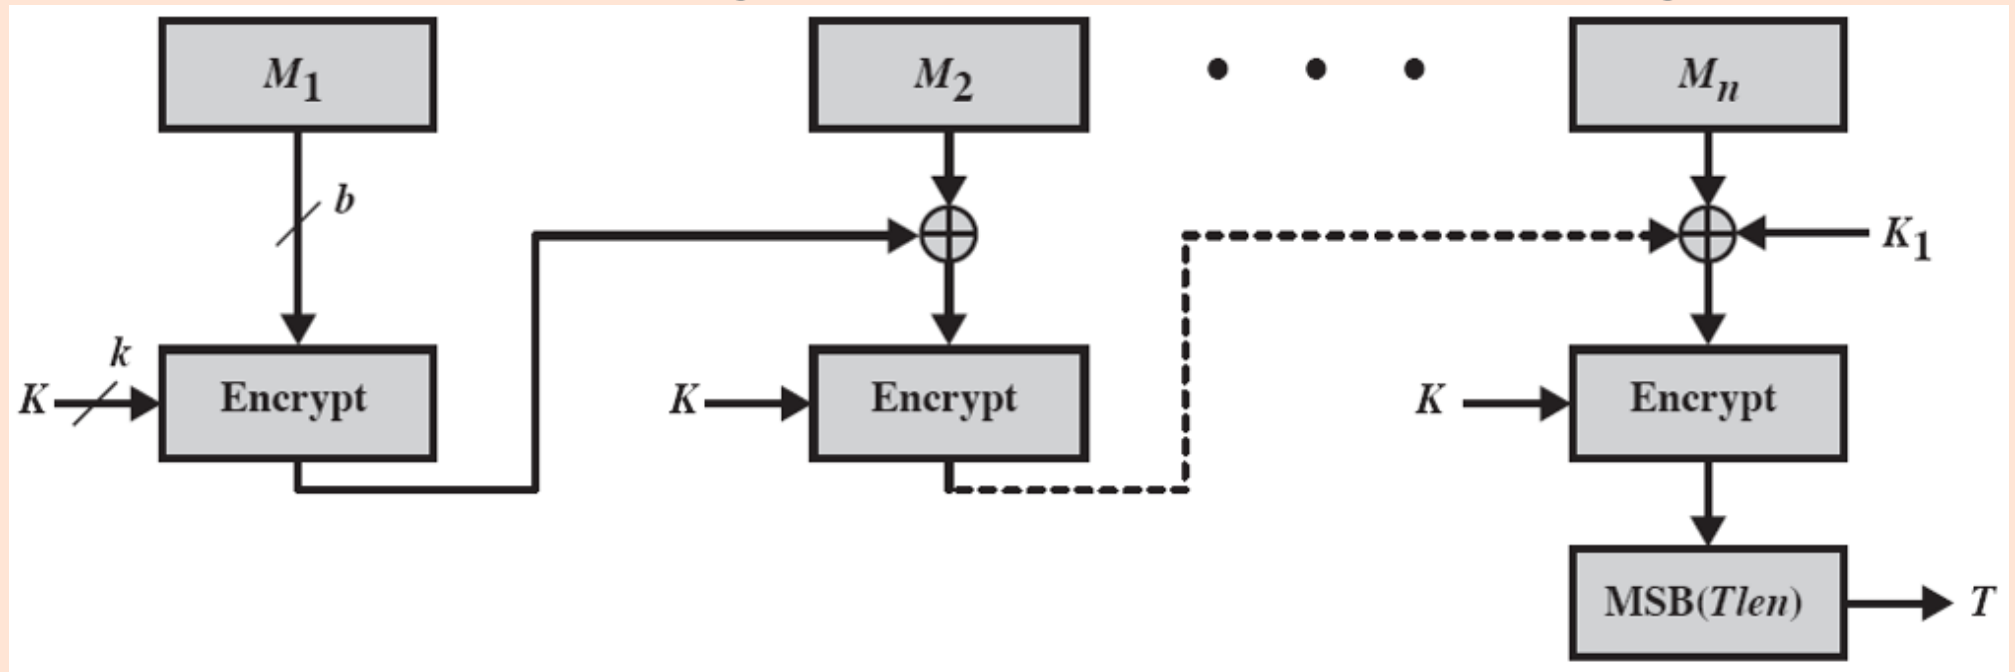 M1 M2 • • • Mn
b
K1
k
K Encrypt K Encrypt K Encrypt
MSB(Tlen) T